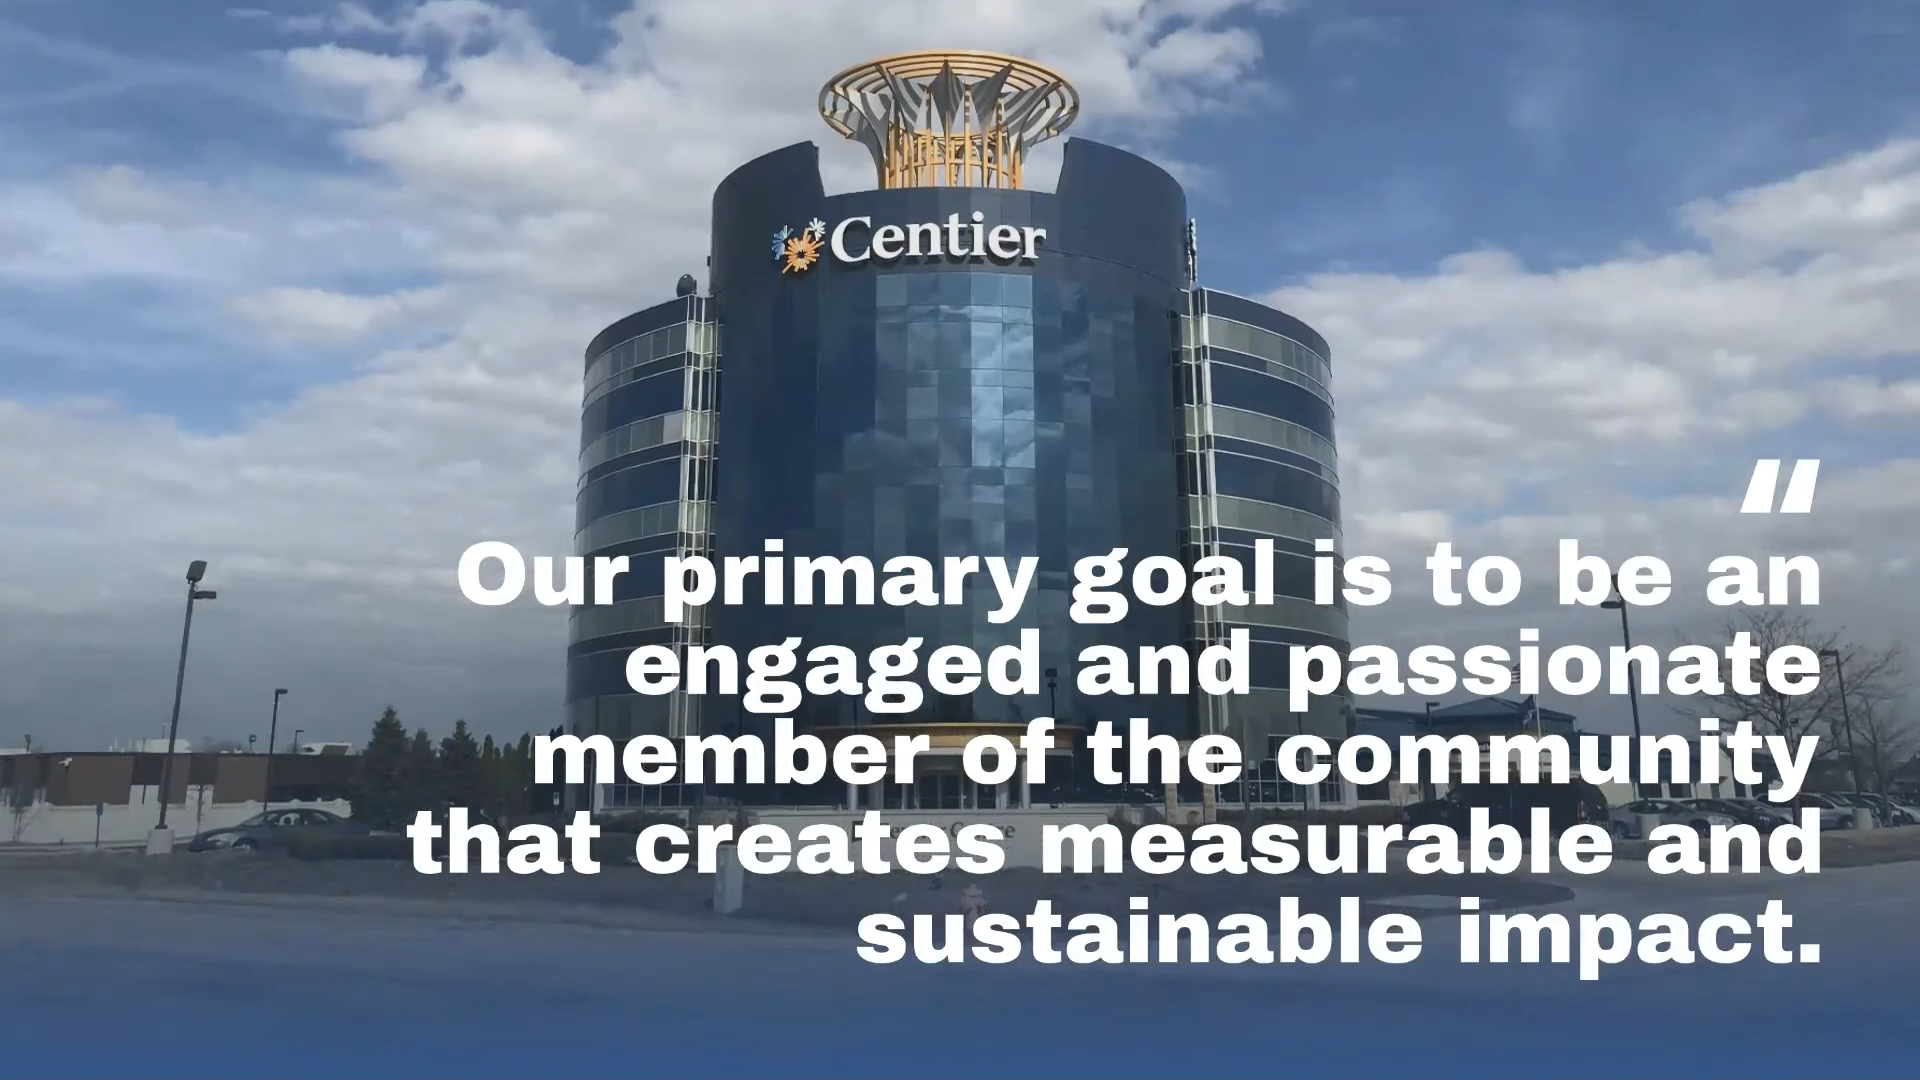 Centier
“
Our primary goal is to be an
engaged and passionate
member of the community
that creates measurable and
sustainable impact.